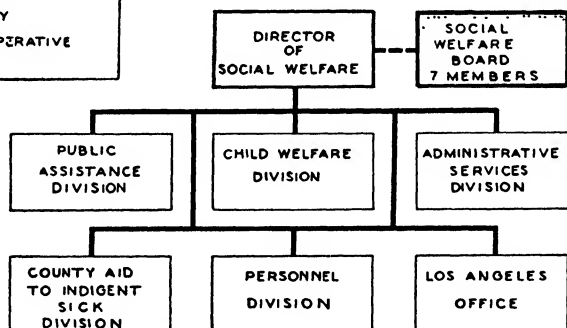 Y
PERATIVE
DIRECTOR
OF
SOCIAL WELFARE
SOCIAL
WELFARE
BOARD
7 MEMBERS
PUBLIC
ASSISTANCE
DIVISION
CHILD WELFARE
DIVISION
ADMINISTRATIVE
SERVICES
DIVISION
COUNTY AID
TO INDIGENT
SICK
DIVISION
PERSONNEL
DIVISION
LOS ANGELES
OFFICE